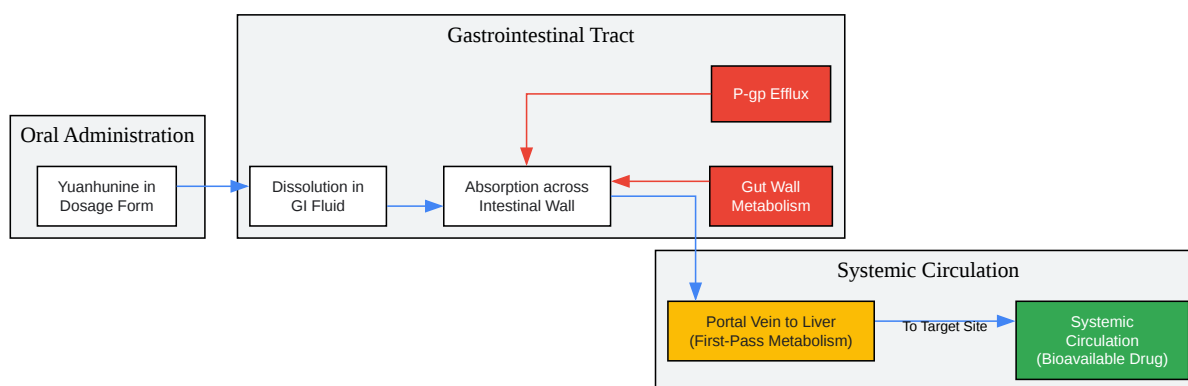 Gastrointestinal Tract
P-gp Efflux
Oral Administration
Yuanhunine in
Dosage Form
Dissolution in
GI Fluid
Absorption across
Intestinal Wall
Gut Wall
Metabolism
Systemic Circulation
Portal Vein to Liver
(First-Pass Metabolism)
To Target Site
Systemic
Circulation
(Bioavailable Drug)